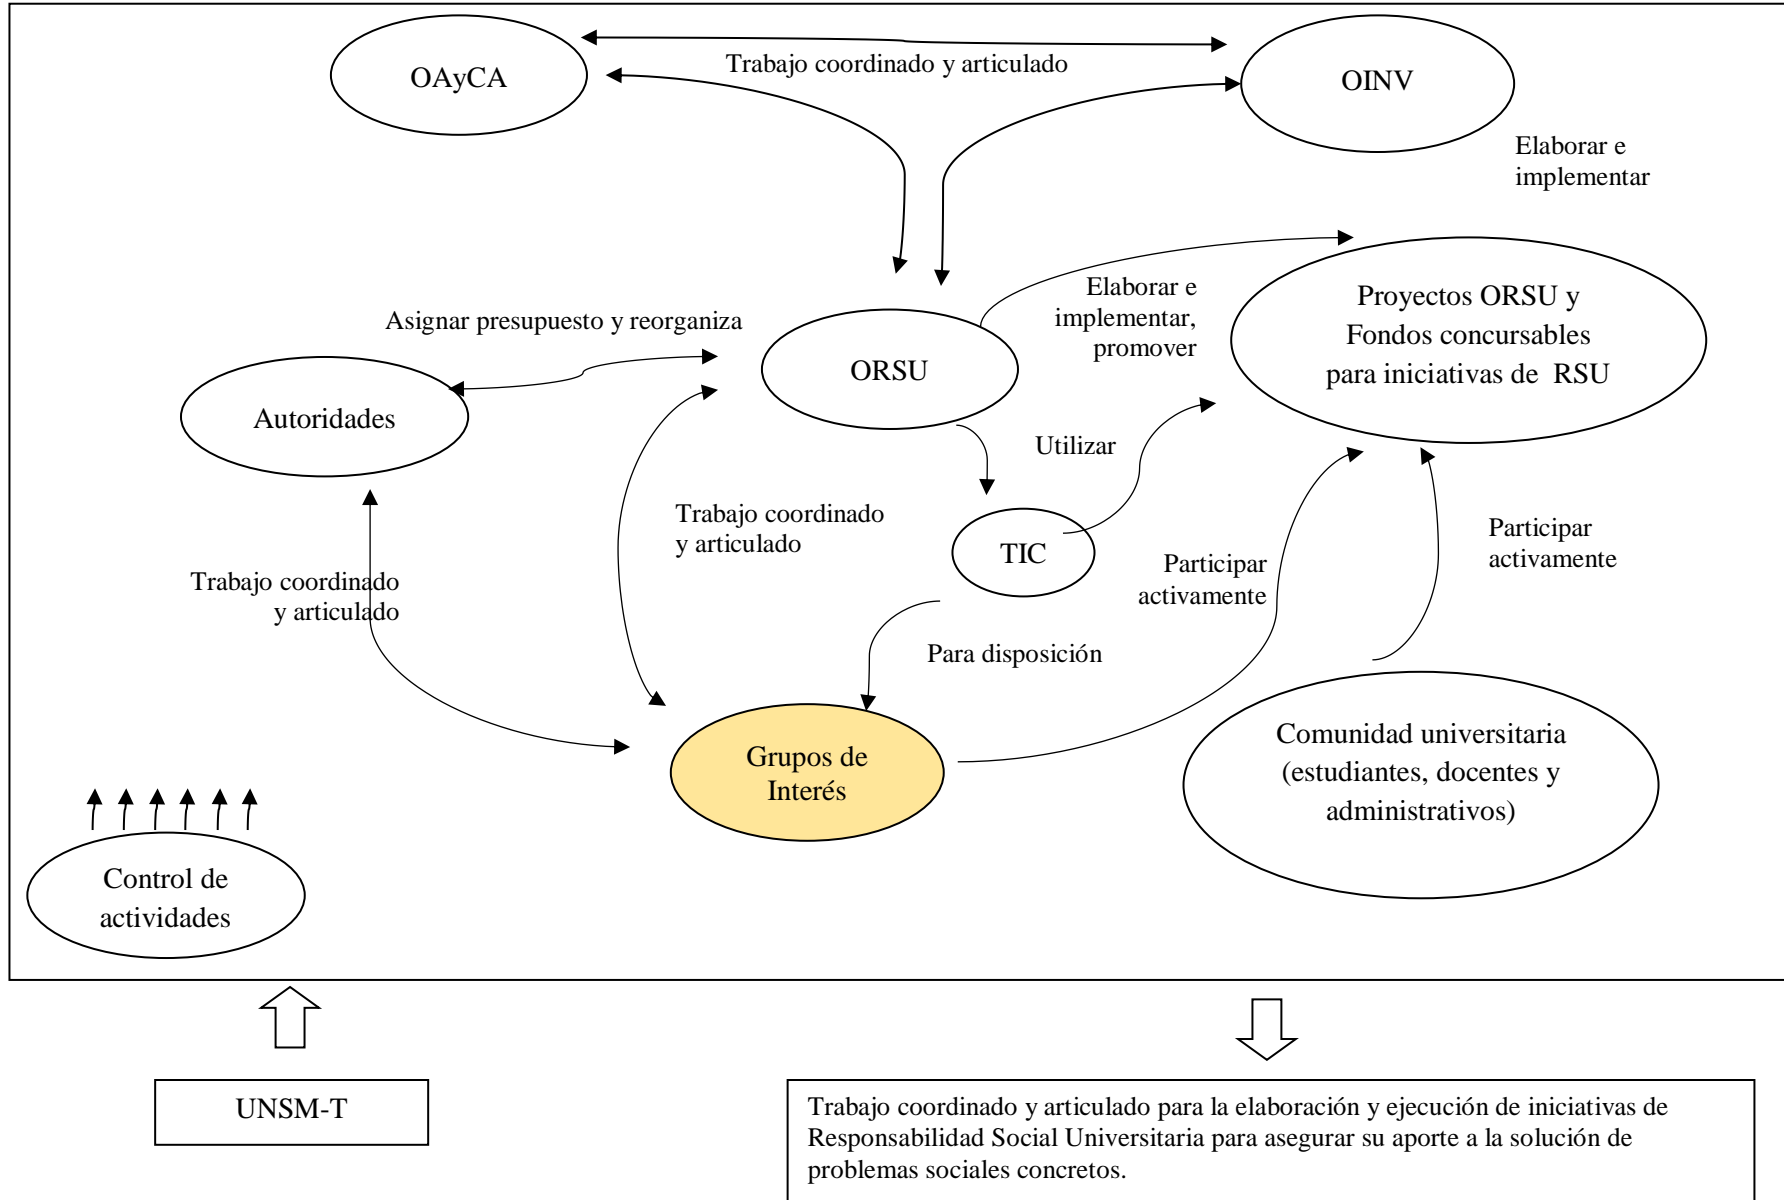 OAyCA
Trabajo coordinado y articulado
OINV
Elaborar e
implementar
Asignar presupuesto y reorganiza
ORSU
Elaborar e
implementar,
promover
Proyectos ORSU y
Fondos concursables
para iniciativas de RSU
Autoridades
Utilizar
Trabajo coordinado
y articulado
TIC
Participar
activamente
Participar
activamente
Trabajo coordinado
y articulado
Para disposición
Grupos de
Interés
Comunidad universitaria
(estudiantes, docentes y
administrativos)
Control de
actividades
UNSM-T
Trabajo coordinado y articulado para la elaboración y ejecución de iniciativas de
Responsabilidad Social Universitaria para asegurar su aporte a la solución de
problemas sociales concretos.